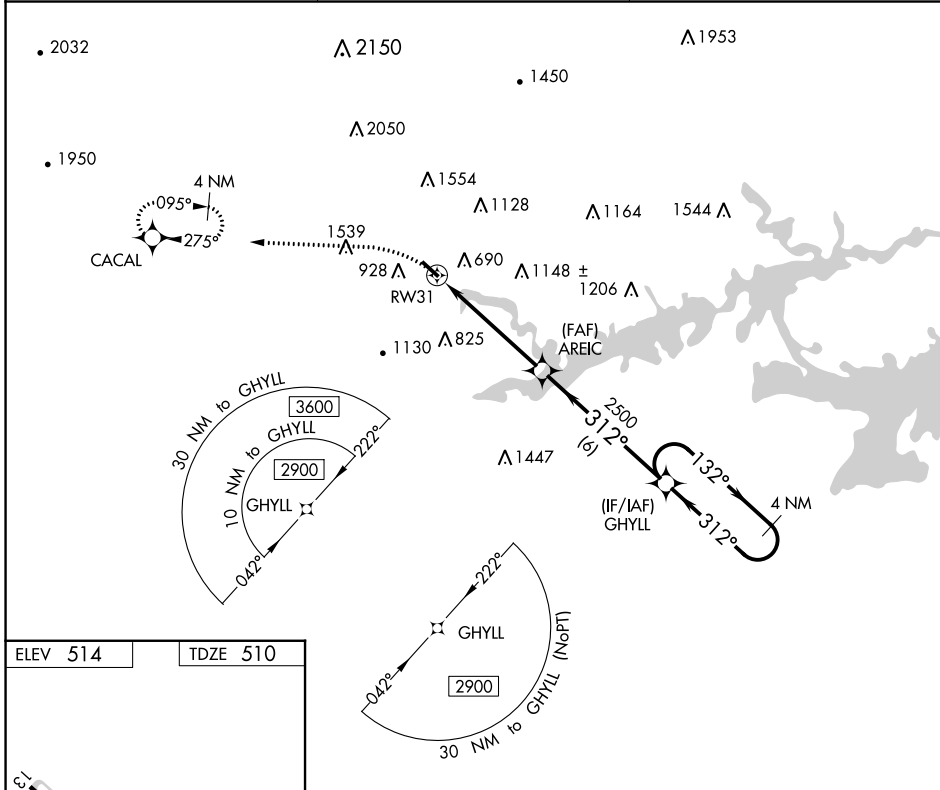 2032
2150
1953
1450
2050
1950
4 NM
1554
095°
1128
1164
1544
275°
1539
CACAL
928
690
1148 ±
1206
RW31
(FAF)
AREIC
1130
825
30 NM to GHYLL
3600
10 NM to GHYLL
222°
2900
GHYLL
042°
2500
312°
(6)
1447
132°
4 NM
(IF/IAF)
GHYLL
312°
222°
GHYLL
042°
2900
30 NM to GHYLL (NoPT)
ELEV 514
TDZE 510
13